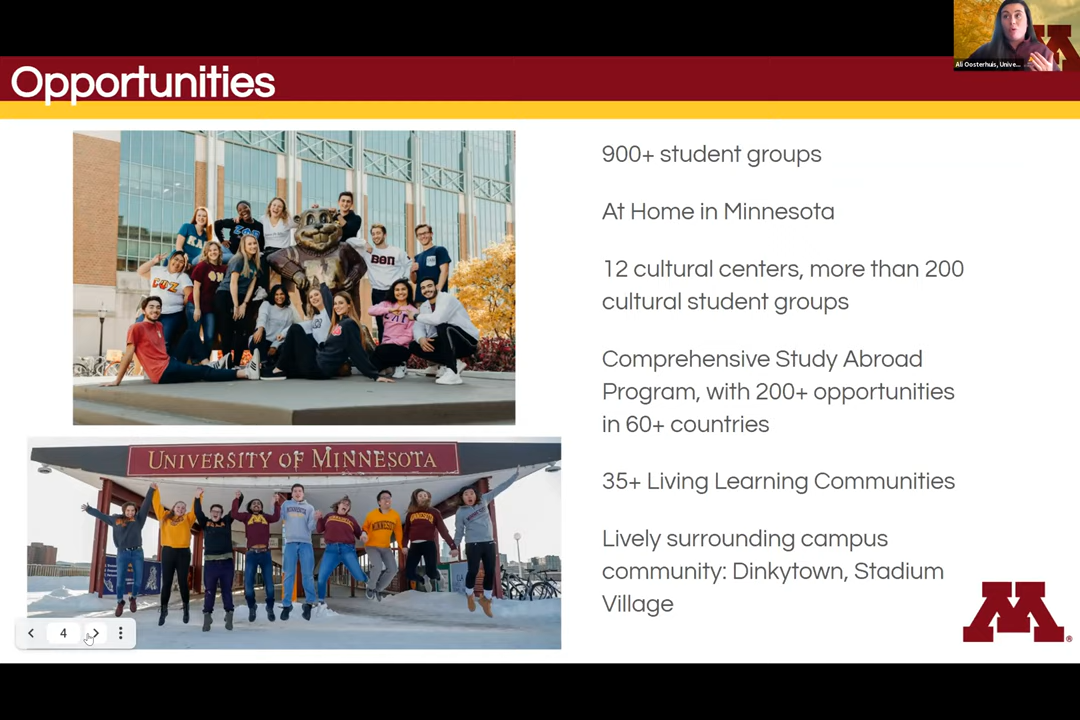 Opportunities
Ali Oosterhuis, Unive...
900+ student groups
At Home in Minnesota
12 cultural centers, more than 200
cultural student groups
Comprehensive Study Abroad
Program, with 200+ opportunities
in 60+ countries
35+ Living Learning Communities
Lively surrounding campus
community: Dinkytown, Stadium
Village
BΘΠ
UNIVERSITY OF MINNESOTA
4
M
®